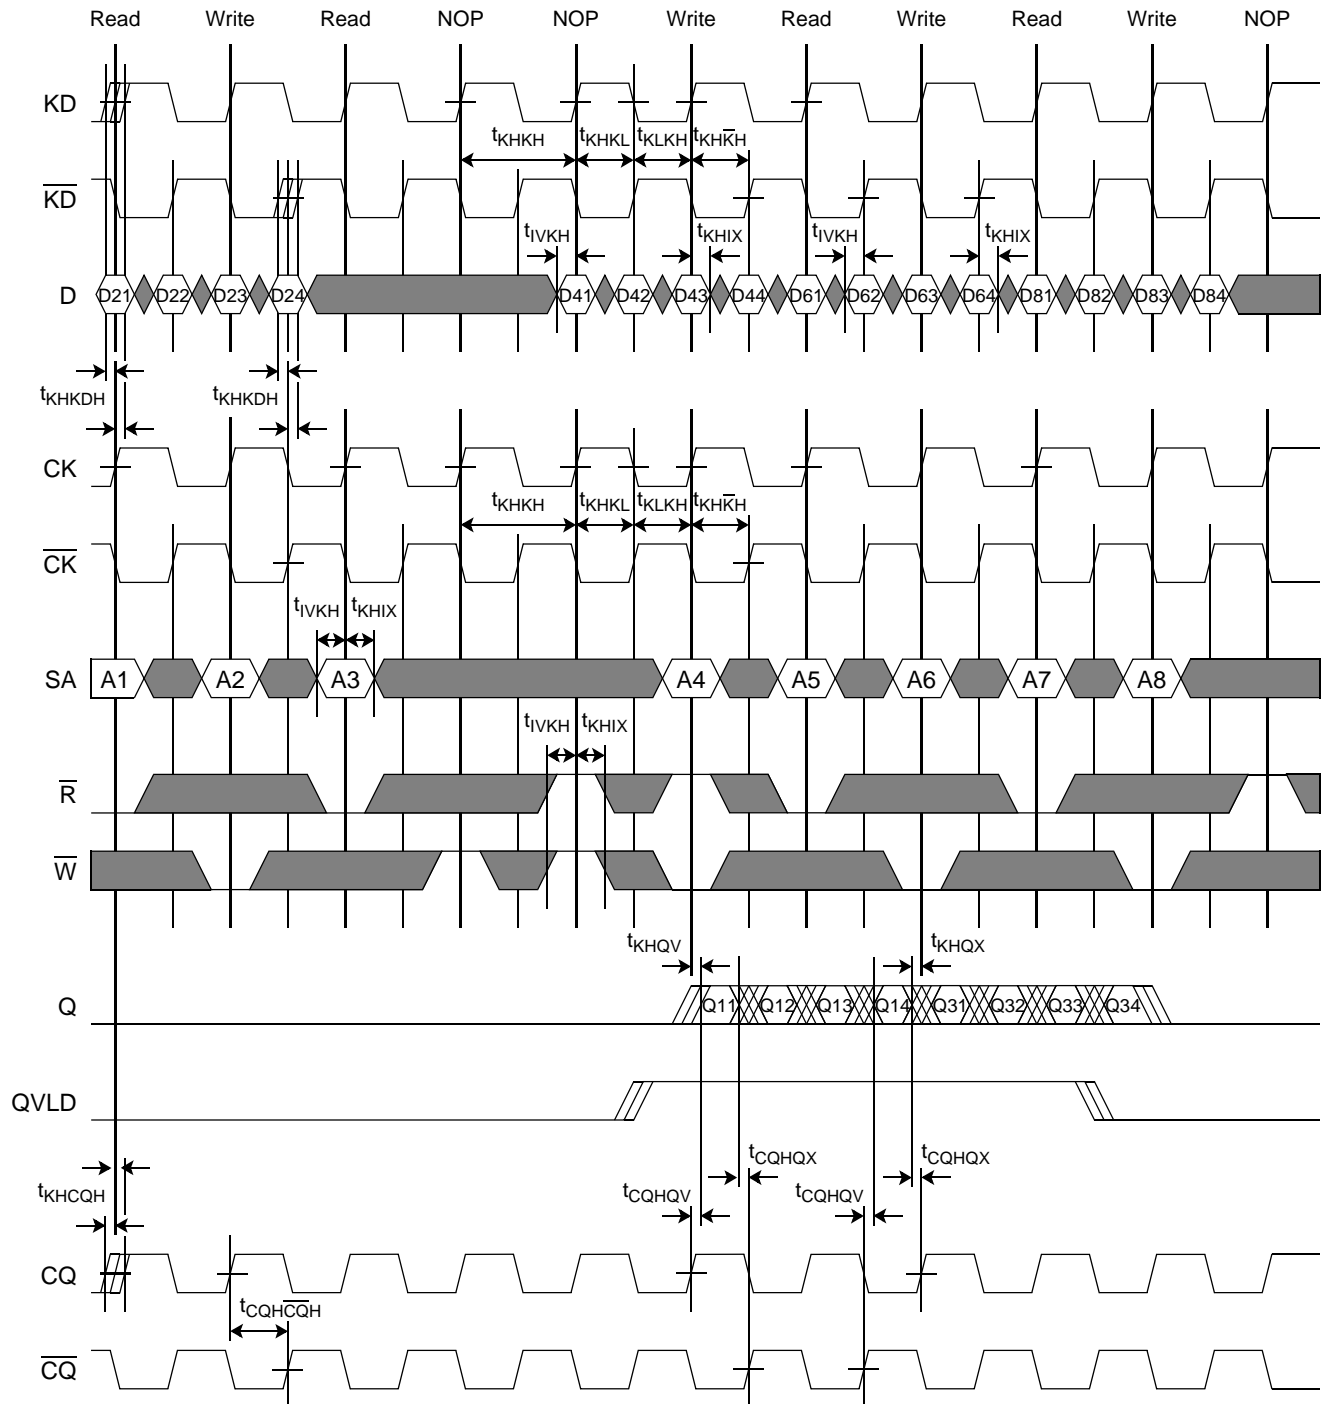 Read Write Read NOP NOP Write Read Write Read Write NOP
KD
tKHKH tKHKL tKLKH tKHK̅H
K̅D̅
tIVKH tKHIX tIVKH tKHIX
D D21 D22 D23 D24 D41 D42 D43 D44 D61 D62 D63 D64 D81 D82 D83 D84
tKHKDH tKHKDH
CK
tKHKH tKHKL tKLKH tKHK̅H
C̅K̅
tIVKH tKHIX
SA A1 A2 A3 A4 A5 A6 A7 A8
tIVKH tKHIX
R̅
W̅
tKHQV tKHQX
Q Q11 Q12 Q13 Q14 Q31 Q32 Q33 Q34
QVLD
tCQHQX tCQHQX
tKHCQH tCQHQV tCQHQV
CQ
tCQHC̅Q̅H
C̅Q̅